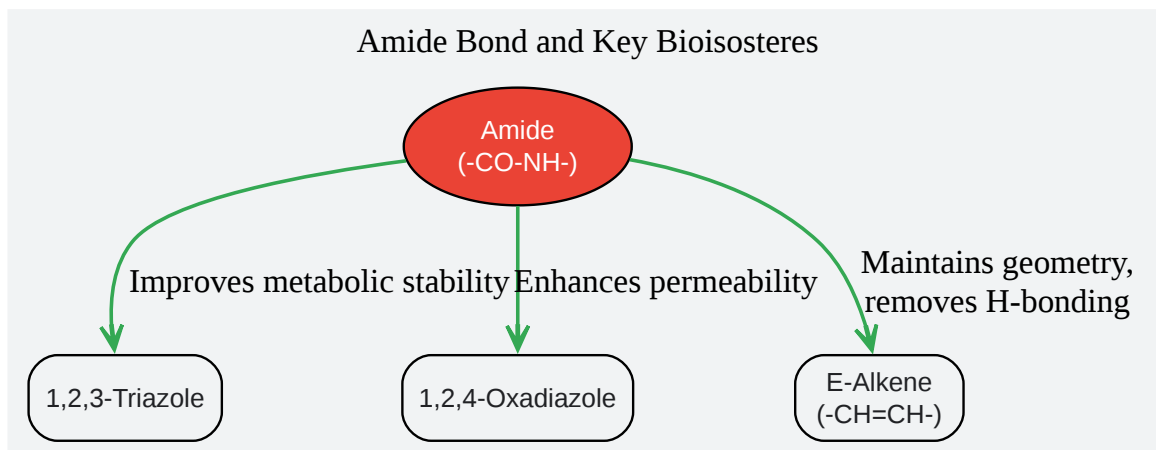 Amide Bond and Key Bioisosteres
Amide
(-CO-NH-)
Improves metabolic stability
Enhances permeability
Maintains geometry,
removes H-bonding
1,2,3-Triazole
1,2,4-Oxadiazole
E-Alkene
(-CH=CH-)